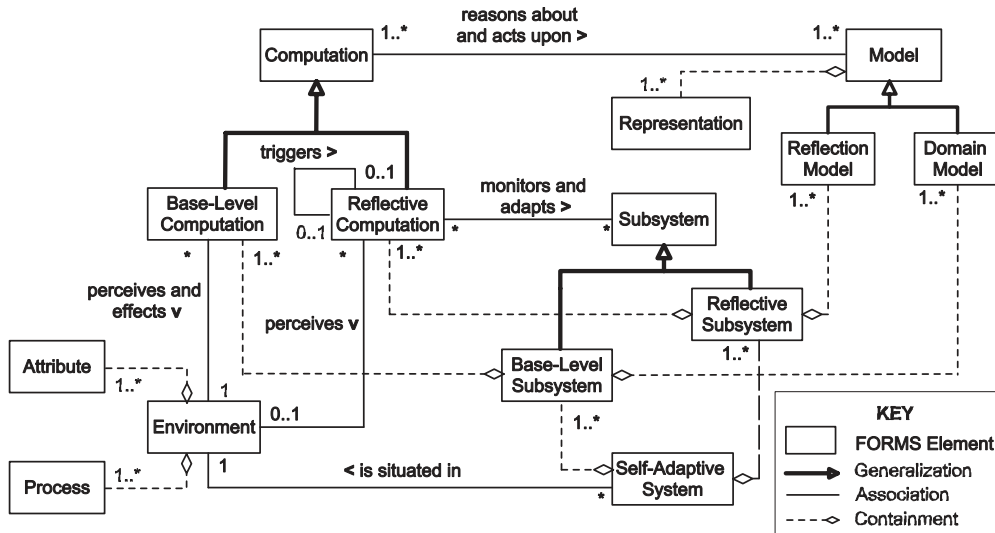 reasons about
and acts upon >
1..*
1..*
Computation
Model
1..*
Representation
Reflection
Model
Domain
Model
triggers >
0..1
0..1
1..*
1..*
Base-Level
Computation
Reflective
Computation
monitors and
adapts >
Subsystem
*
*
*
1..*
*
1..*
perceives and
effects v
perceives v
Reflective
Subsystem
1..*
Attribute
1..*
Base-Level
Subsystem
1..*
1
0..1
Environment
1
1..*
Process
< is situated in
*
Self-Adaptive
System
KEY
FORMS Element
Generalization
Association
Containment